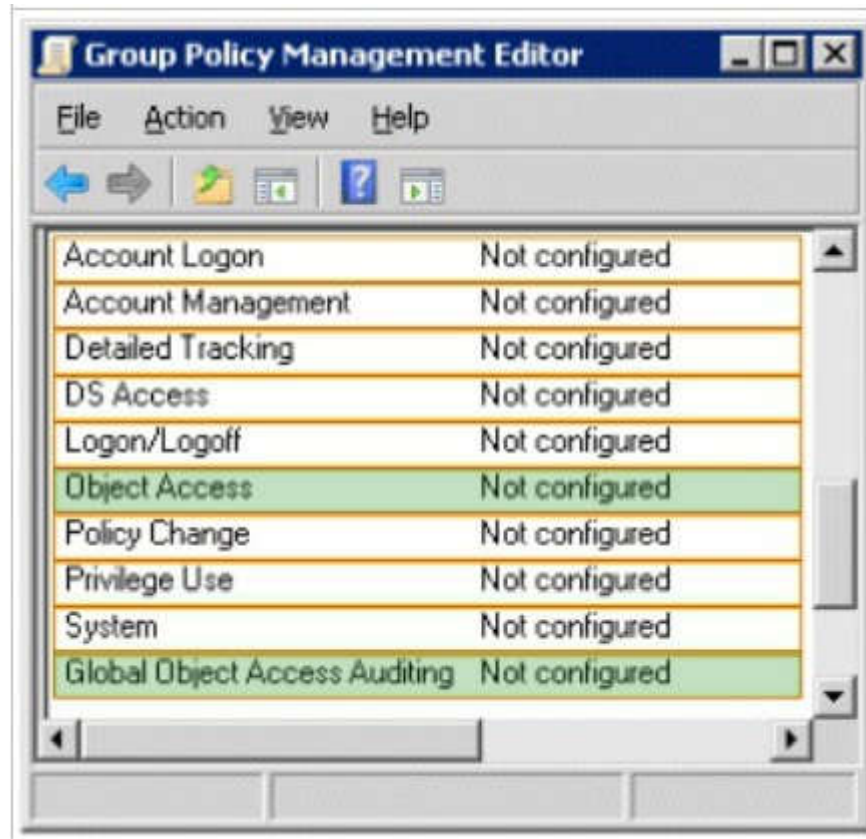 Group Policy Management Editor
File Action View Help
Account Logon Not configured
Account Management Not configured
Detailed Tracking Not configured
DS Access Not configured
Logon/Logoff Not configured
Object Access Not configured
Policy Change Not configured
Privilege Use Not configured
System Not configured
Global Object Access Auditing Not configured